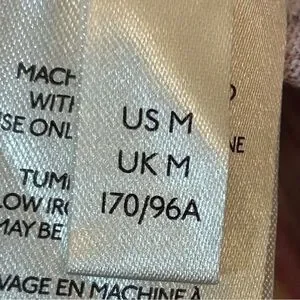 MACH
WITH
SE ONL
TUM
LOW IR
MAY BE
VAGE EN MACHINE À
US M
UK M
170/96A
NE